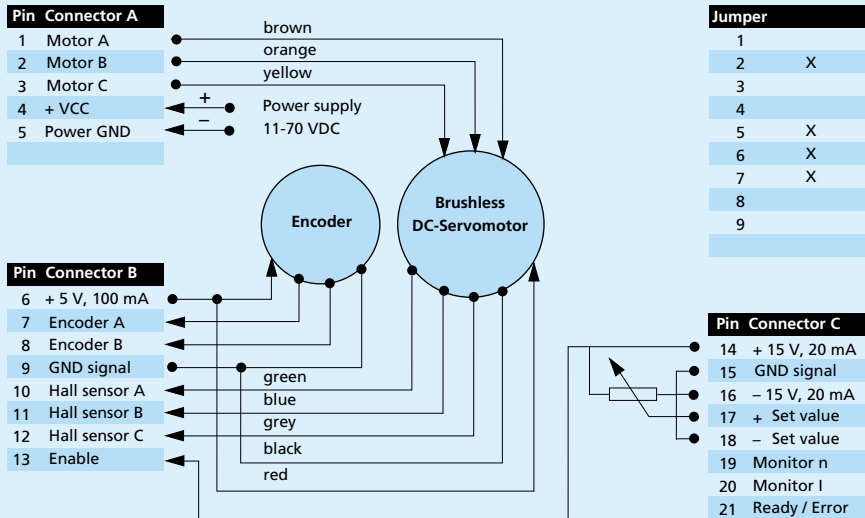 Pin Connector A
1 Motor A
2 Motor B
3 Motor C
4 + VCC
5 Power GND
brown
orange
yellow
+ Power supply
– 11-70 VDC
Encoder
Brushless
DC-Servomotor
Jumper
1
2 X
3
4
5 X
6 X
7 X
8
9
Pin Connector B
6 + 5 V, 100 mA
7 Encoder A
8 Encoder B
9 GND signal
10 Hall sensor A
11 Hall sensor B
12 Hall sensor C
13 Enable
green
blue
grey
black
red
Pin Connector C
14 + 15 V, 20 mA
15 GND signal
16 – 15 V, 20 mA
17 + Set value
18 – Set value
19 Monitor n
20 Monitor I
21 Ready / Error